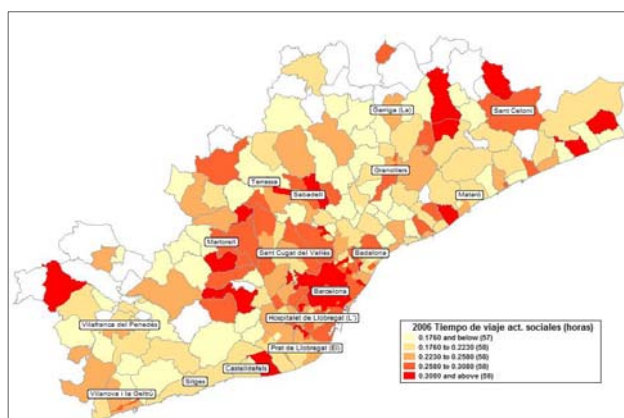 Garriga (La)
Sant Celoni
Granollers
Terrassa
Sabadell
Mataró
Martorell
Sant Cugat del Vallès
Badalona
Barcelona
Vilafranca del Penedès
Hospitalet de Llobregat (L')
Prat de Llobregat (El)
Castelldefels
Sitges
Vilanova i la Geltrú
2006 Tiempo de viaje act. sociales (horas)
0.1760 and below (57)
0.1760 to 0.2230 (58)
0.2230 to 0.2580 (58)
0.2580 to 0.3080 (58)
0.3080 and above (58)